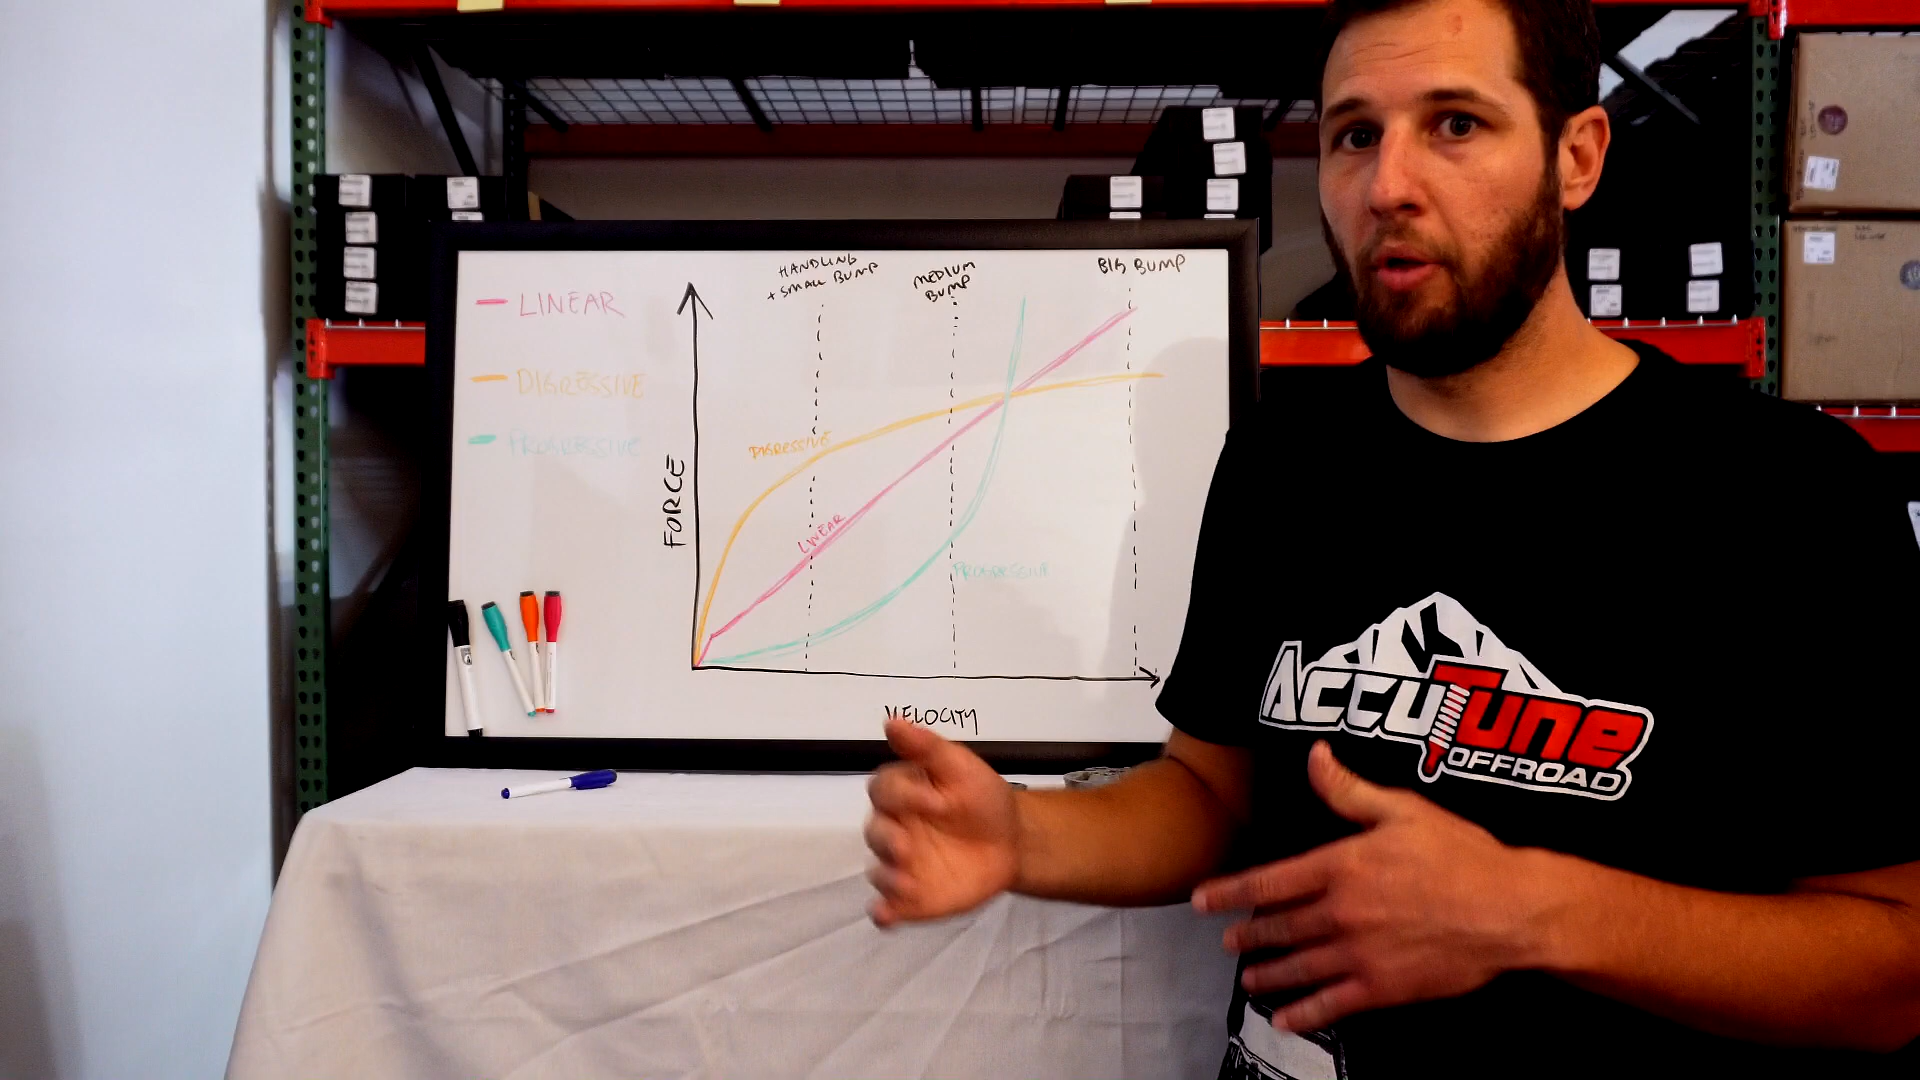 HANDLING
+ SMALL BUMP
MEDIUM
BUMP
BIG BUMP
LINEAR
DIGRESSIVE
PROGRESSIVE
DIGRESSIVE
LINEAR
PROGRESSIVE
FORCE
VELOCITY
AccuTune
OFFROAD